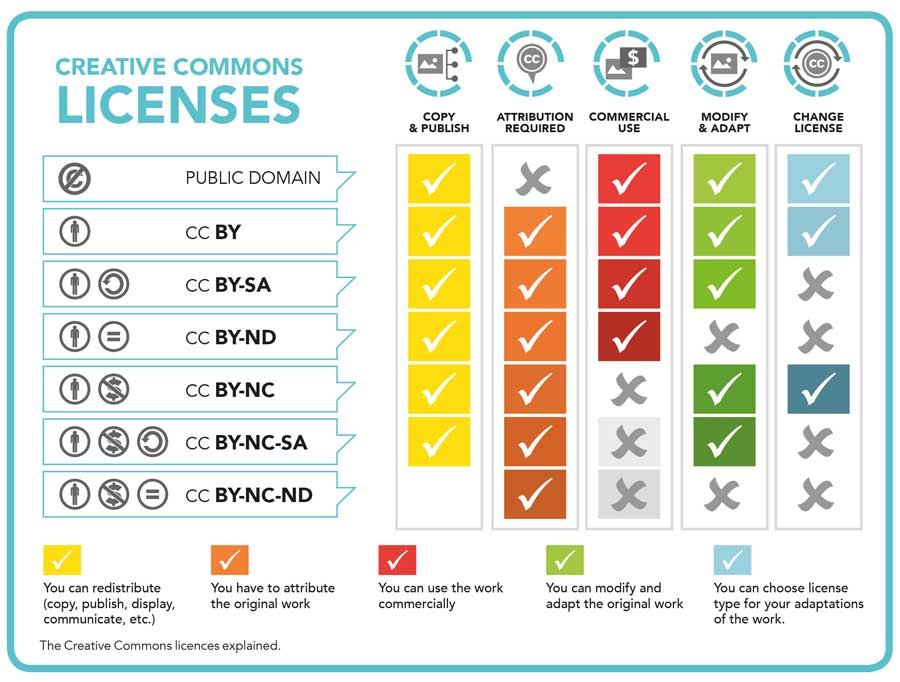 CREATIVE COMMONS
LICENSES
COPY
& PUBLISH
ATTRIBUTION
REQUIRED
COMMERCIAL
USE
MODIFY
& ADAPT
CHANGE
LICENSE
PUBLIC DOMAIN
CC BY
CC BY-SA
CC BY-ND
CC BY-NC
CC BY-NC-SA
CC BY-NC-ND
You can redistribute
(copy, publish, display,
communicate, etc.)
You have to attribute
the original work
You can use the work
commercially
You can modify and
adapt the original work
You can choose license
type for your adaptations
of the work.
The Creative Commons licences explained.